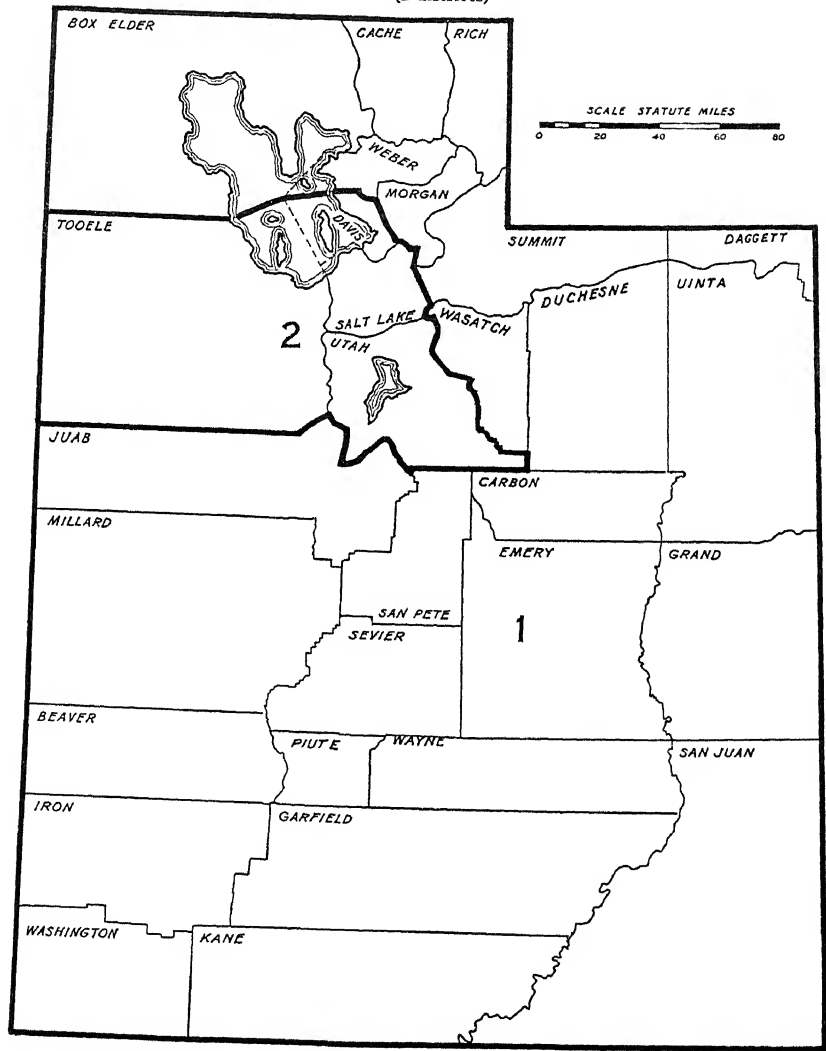 BOX ELDER
CACHE
RICH
SCALE STATUTE MILES
0 20 40 60 80
WEBER
MORGAN
TOOELE
DAVIS
SUMMIT
DAGGETT
DUCHESNE
UINTA
SALT LAKE
WASATCH
2
UTAH
JUAB
CARBON
MILLARD
EMERY
GRAND
SAN PETE
1
SEVIER
BEAVER
PIUTE
WAYNE
SAN JUAN
IRON
GARFIELD
WASHINGTON
KANE